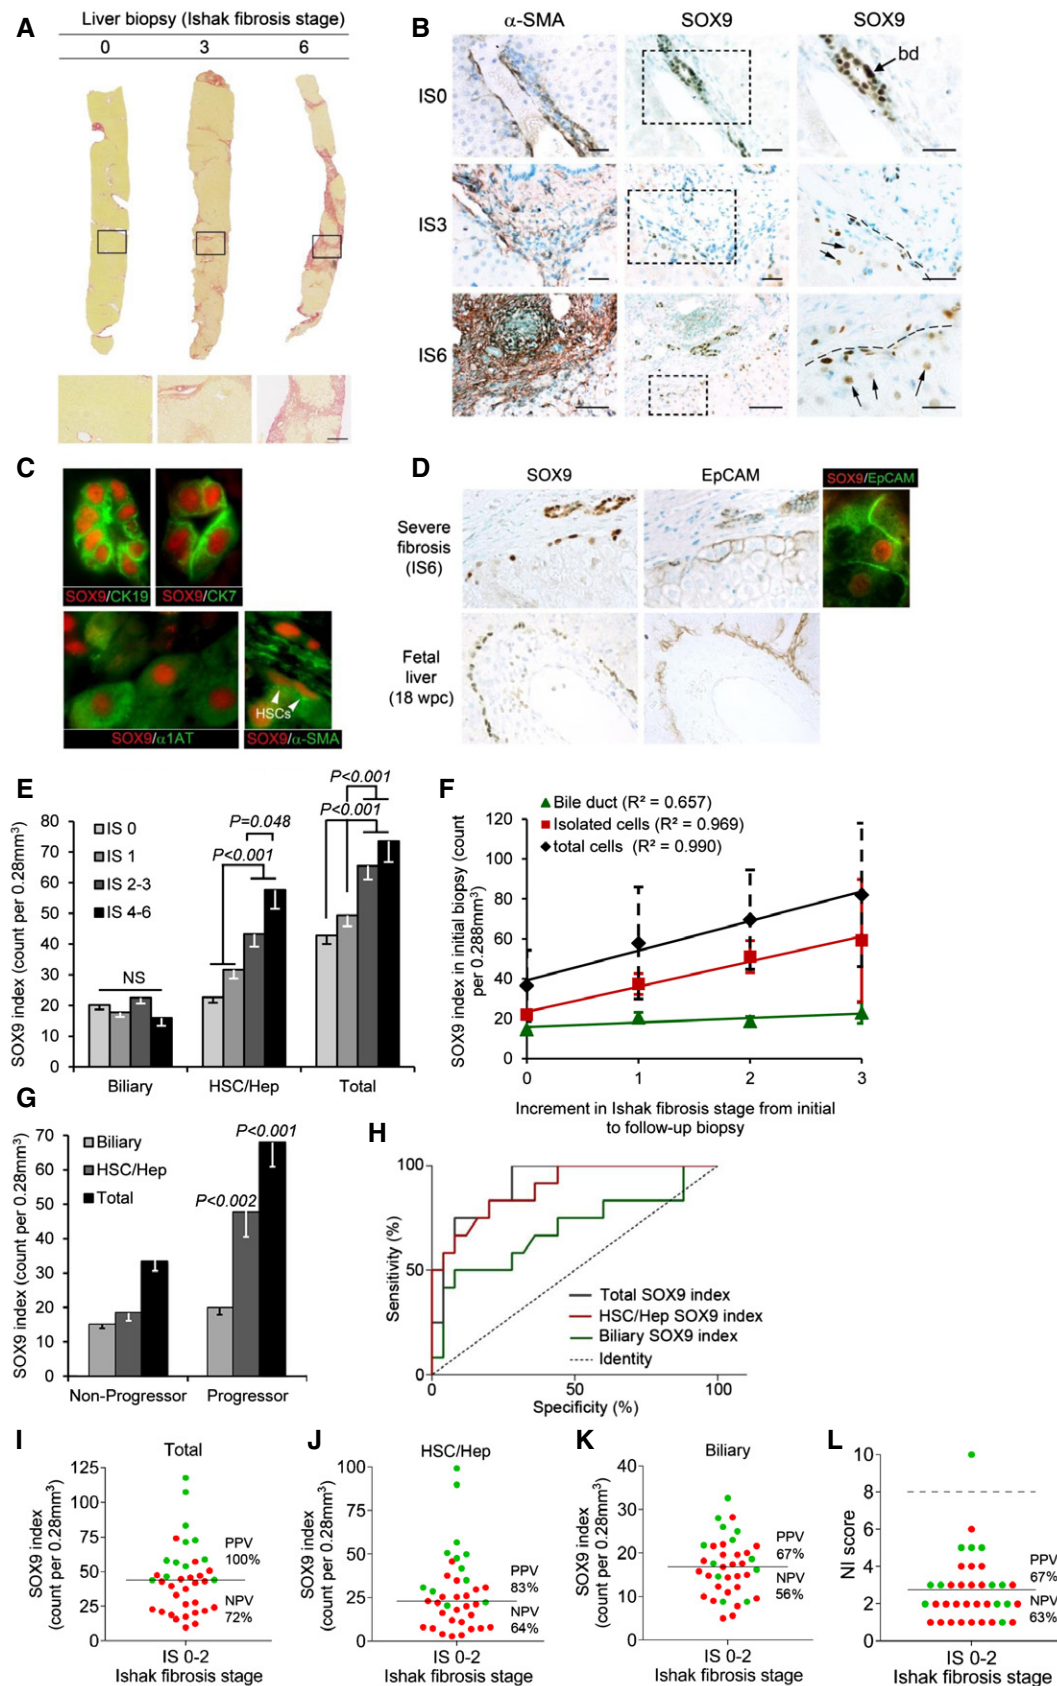 A
Liver biopsy (Ishak fibrosis stage)
0 3 6
B
α-SMA SOX9 SOX9
IS0
bd
IS3
IS6
C
SOX9/CK19 SOX9/CK7
HSCs
SOX9/α1AT SOX9/α-SMA
D
SOX9 EpCAM
SOX9/EpCAM
Severe
fibrosis
(IS6)
Fetal
liver
(18 wpc)
E
SOX9 index (count per 0.28mm³)
80
70
60
50
40
30
20
10
0
IS 0
IS 1
IS 2-3
IS 4-6
NS
P<0.001
P=0.048
P<0.001
P<0.001
Biliary HSC/Hep Total
F
Bile duct (R² = 0.657)
Isolated cells (R² = 0.969)
total cells (R² = 0.990)
SOX9 index in initial biopsy (count
per 0.288mm³)
120
100
80
60
40
20
0
0 1 2 3
Increment in Ishak fibrosis stage from initial
to follow-up biopsy
G
SOX9 index (count per 0.28mm³)
70
60
50
40
30
20
10
0
Biliary
HSC/Hep
Total
P<0.002
P<0.001
Non-Progressor Progressor
H
Sensitivity (%)
100
50
0
Total SOX9 index
HSC/Hep SOX9 index
Biliary SOX9 index
Identity
0 50 100
Specificity (%)
I
Total
SOX9 index
(count per 0.28mm³)
125
100
75
50
25
0
PPV
100%
NPV
72%
IS 0-2
Ishak fibrosis stage
J
HSC/Hep
SOX9 index
(count per 0.28mm³)
100
75
50
25
0
PPV
83%
NPV
64%
IS 0-2
Ishak fibrosis stage
K
Biliary
SOX9 index
(count per 0.28mm³)
40
30
20
10
0
PPV
67%
NPV
56%
IS 0-2
Ishak fibrosis stage
L
NI score
10
8
6
4
2
0
PPV
67%
NPV
63%
IS 0-2
Ishak fibrosis stage